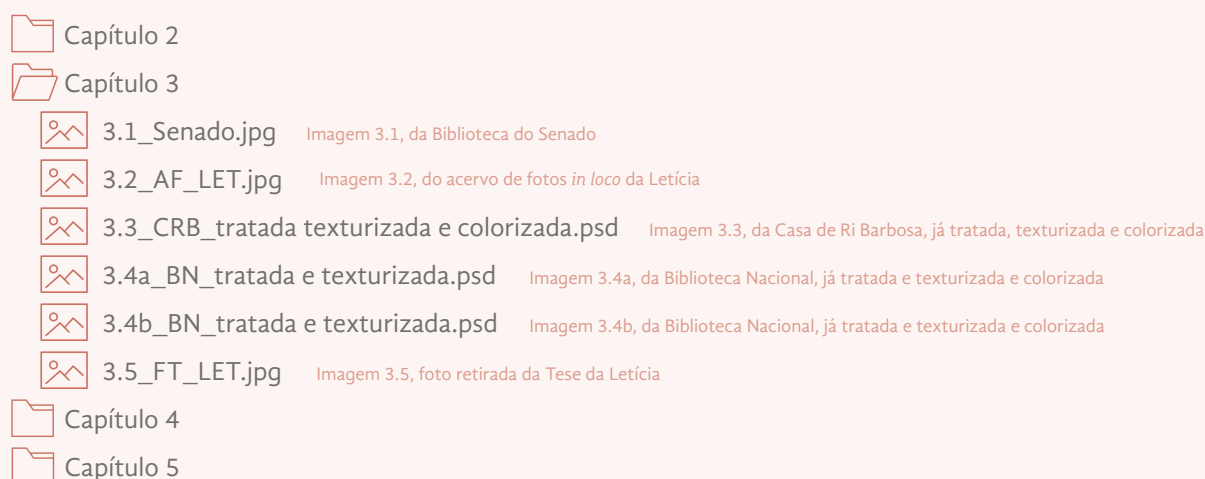 Capítulo 2
Capítulo 3
3.1_Senado.jpg Imagem 3.1, da Biblioteca do Senado
3.2_AF_LET.jpg Imagem 3.2, do acervo de fotos in loco da Letícia
3.3_CRB_tratada texturizada e colorizada.psd Imagem 3.3, da Casa de Ri Barbosa, já tratada, texturizada e colorizada
3.4a_BN_tratada e texturizada.psd Imagem 3.4a, da Biblioteca Nacional, já tratada e texturizada e colorizada
3.4b_BN_tratada e texturizada.psd Imagem 3.4b, da Biblioteca Nacional, já tratada e texturizada e colorizada
3.5_FT_LET.jpg Imagem 3.5, foto retirada da Tese da Letícia
Capítulo 4
Capítulo 5